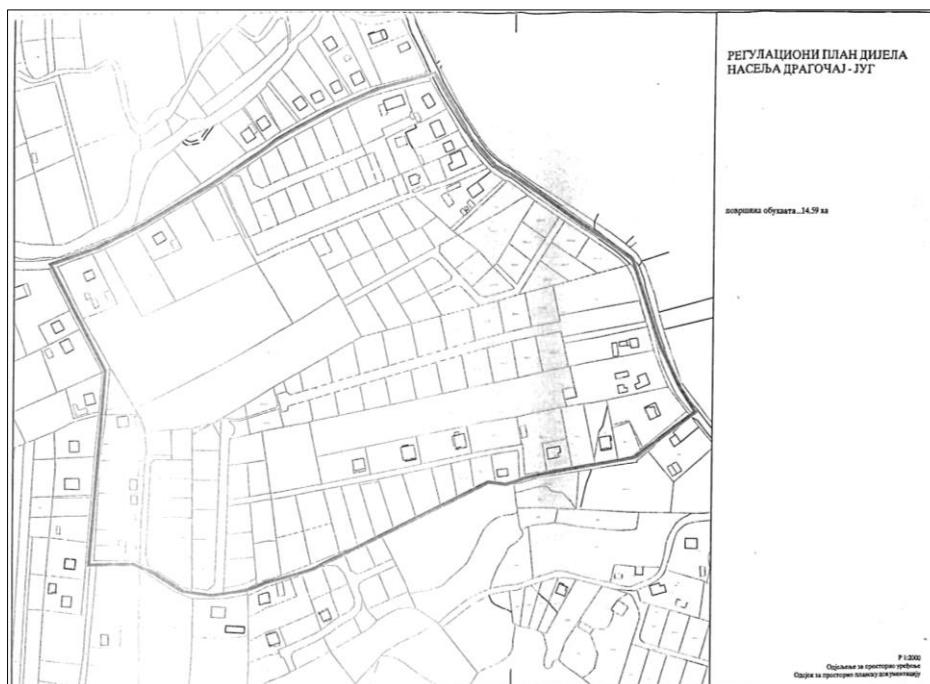 РЕГУЛАЦИОНИ ПЛАН ДИЈЕЛА
НАСЕЉА ДРАГОЧАЈ - ЈУГ
површина обухвата...14.59 ха
Р 1:2000
Одјељење за просторно уређење
Одсјек за просторно планску документацију